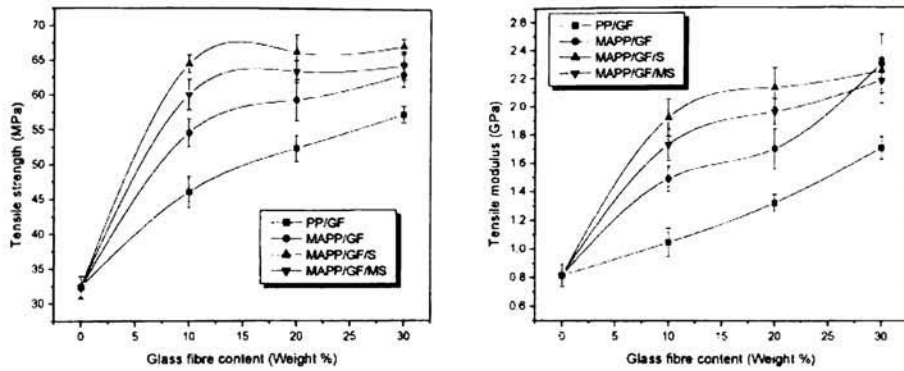 Tensile strength (MPa)
70
65
60
55
50
45
40
35
30
PP/GF
MAPP/GF
MAPP/GF/S
MAPP/GF/MS
0
5
10
15
20
25
30
Glass fibre content (Weight %)
Tensile modulus (GPa)
2.6
2.4
2.2
2.0
1.8
1.6
1.4
1.2
1.0
0.8
0.6
PP/GF
MAPP/GF
MAPP/GF/S
MAPP/GF/MS
0
5
10
15
20
25
30
Glass fibre content (Weight %)